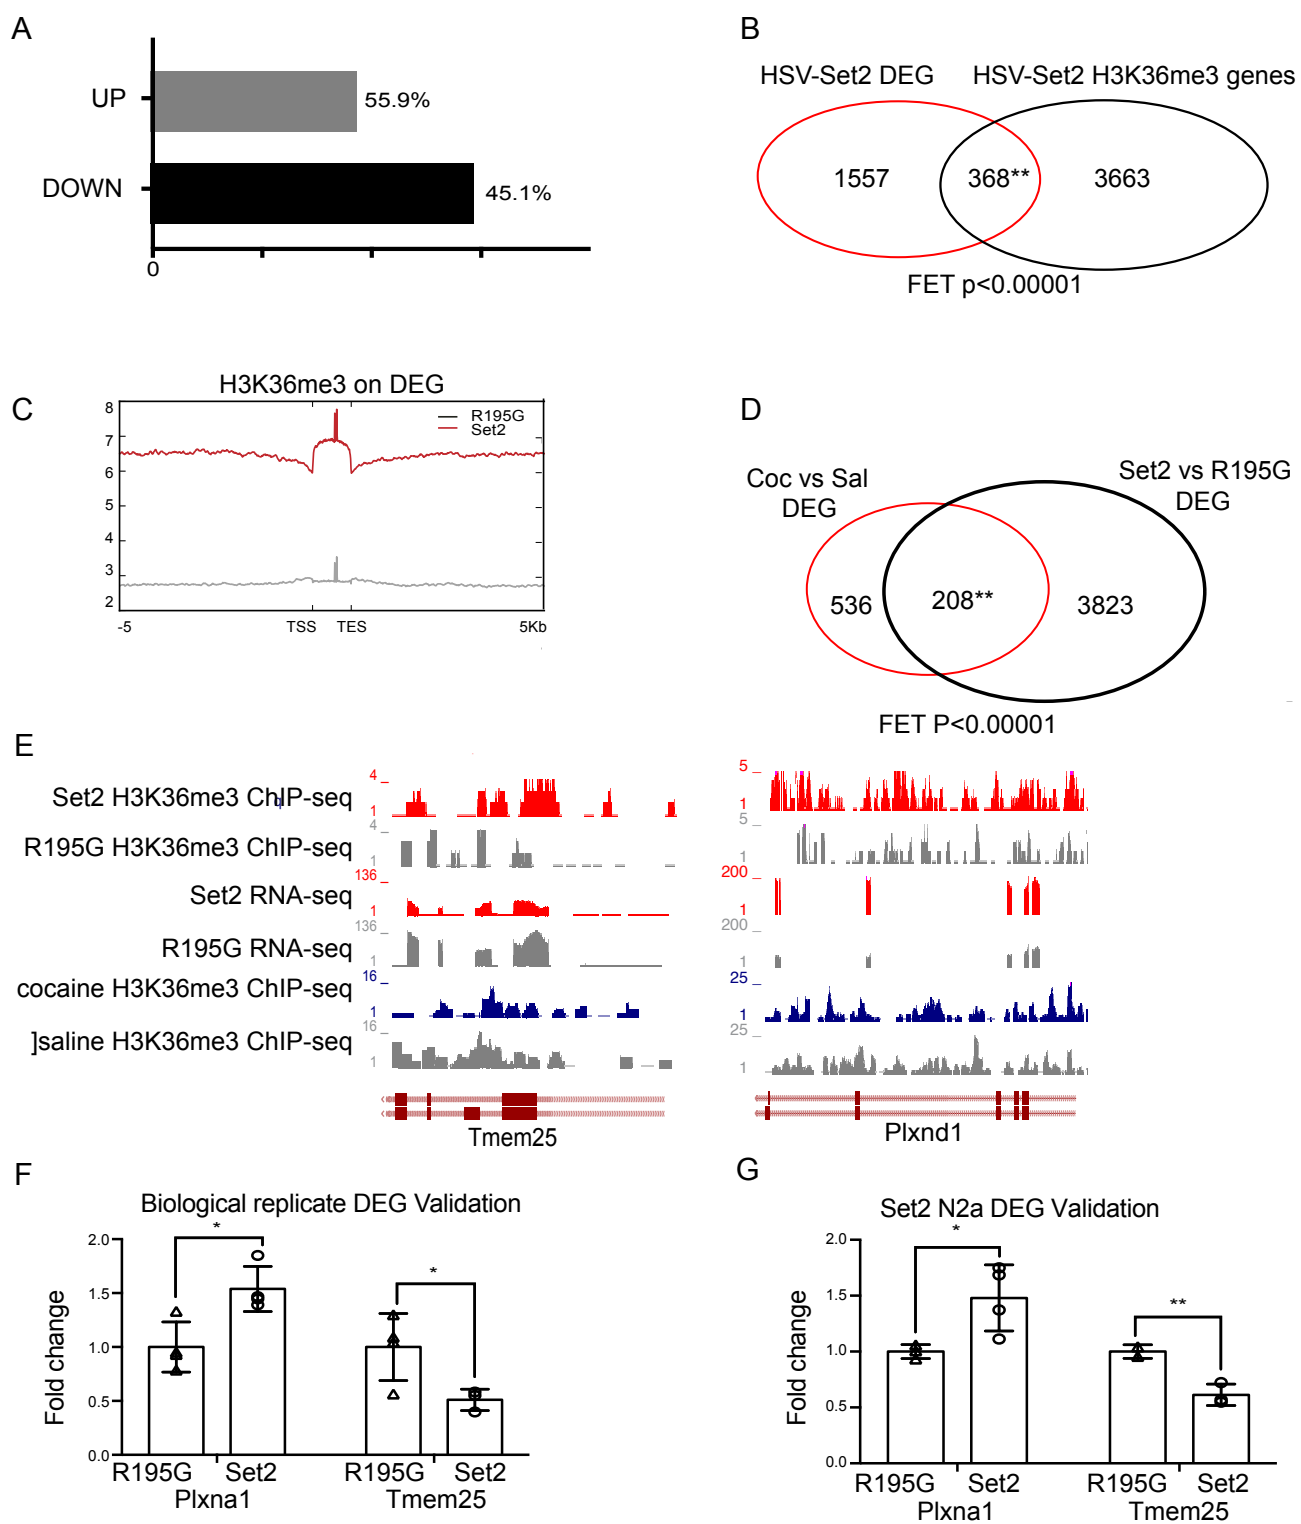 A
UP
55.9%
DOWN
45.1%
0
B
HSV-Set2 DEG
HSV-Set2 H3K36me3 genes
1557
368**
3663
FET p<0.00001
C
H3K36me3 on DEG
8
7
6
5
4
3
2
R195G
Set2
-5
TSS
TES
5Kb
D
Coc vs Sal
DEG
Set2 vs R195G
DEG
536
208**
3823
FET P<0.00001
E
Set2 H3K36me3 ChIP-seq
R195G H3K36me3 ChIP-seq
Set2 RNA-seq
R195G RNA-seq
cocaine H3K36me3 ChIP-seq
]saline H3K36me3 ChIP-seq
4
1
4
1
136
1
136
1
16
1
16
1
Tmem25
5
1
5
1
200
1
200
1
25
1
25
1
Plxnd1
F
Biological replicate DEG Validation
*
*
Fold change
2.0
1.5
1.0
0.5
0.0
R195G Set2
R195G Set2
Plxna1
Tmem25
G
Set2 N2a DEG Validation
*
**
Fold change
2.0
1.5
1.0
0.5
0.0
R195G Set2
R195G Set2
Plxna1
Tmem25